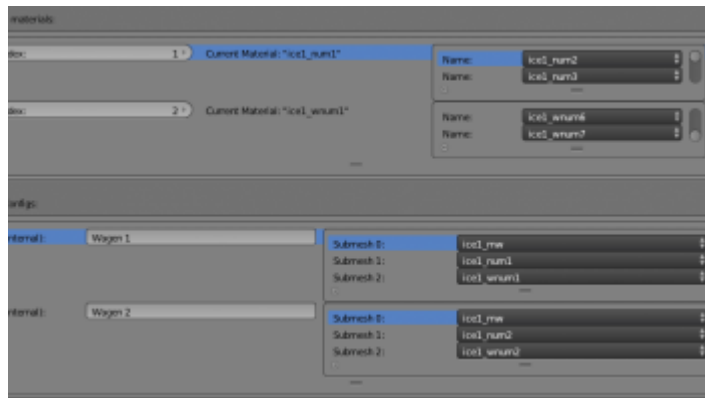 materials:
dex: 1 Current Material: "ice1_num1" Name: ice1_num2
Name: ice1_num3
dex: 2 Current Material: "ice1_wnum1" Name: ice1_wnum6
Name: ice1_wnum7
onfigs:
nternal): Wagen 1 Submesh 0: ice1_mw
Submesh 1: ice1_num1
Submesh 2: ice1_wnum1
nternal): Wagen 2 Submesh 0: ice1_mw
Submesh 1: ice1_num2
Submesh 2: ice1_wnum2